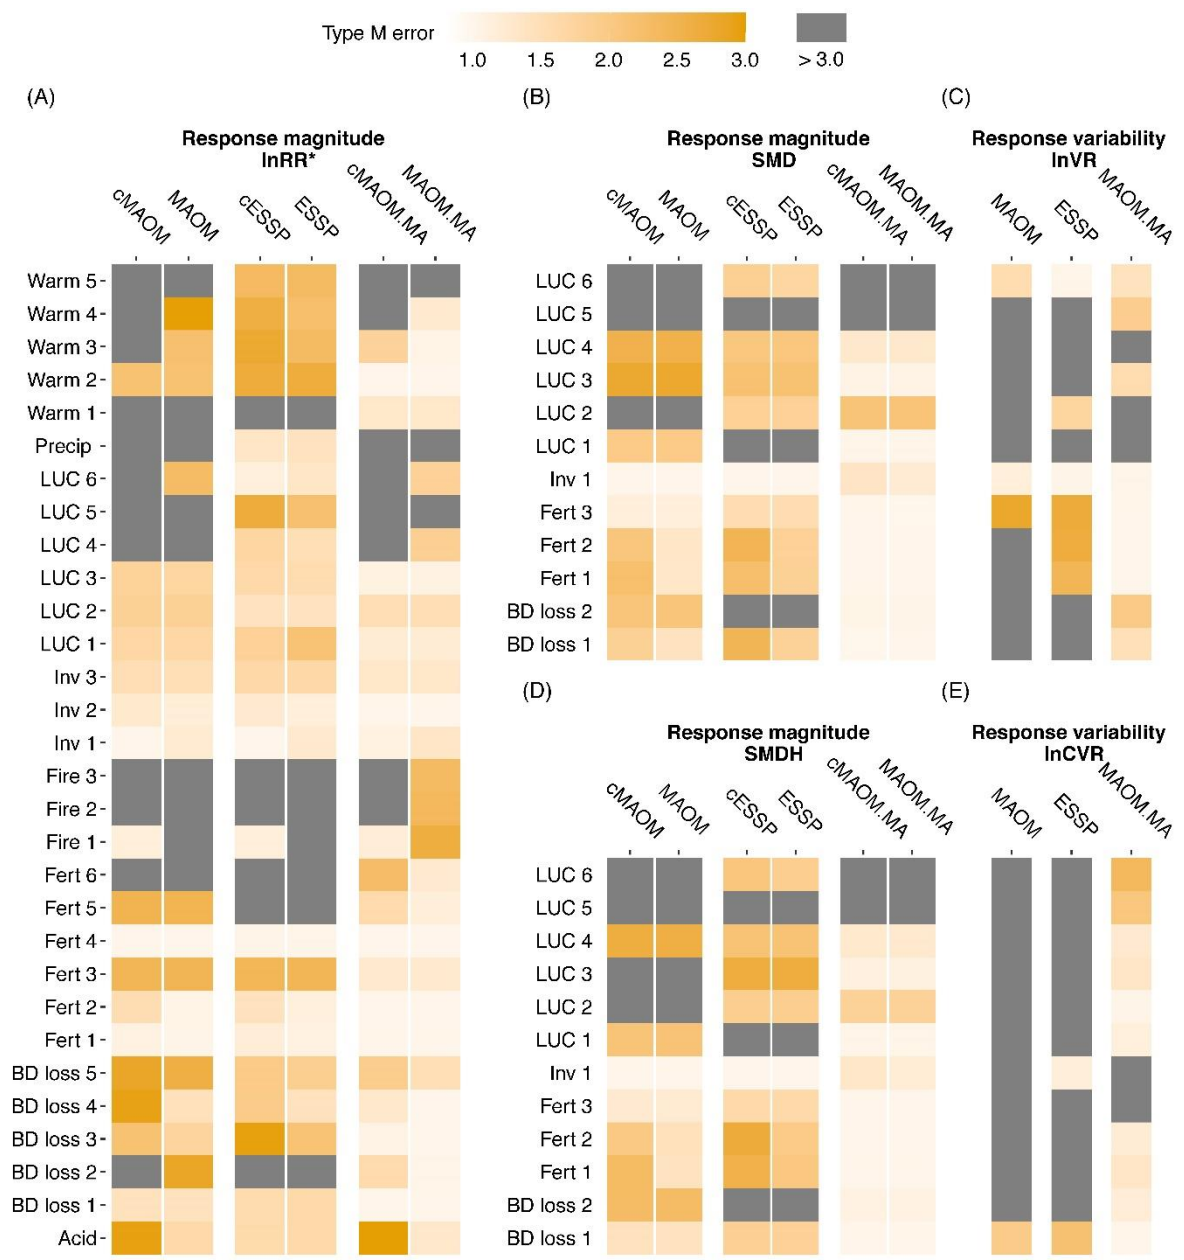 Type M error
1.0 1.5 2.0 2.5 3.0 > 3.0
(A)
Response magnitude
lnRR*
cMAOM MAOM cESSP ESSP cMAOM.MA MAOM.MA
Warm 5
Warm 4
Warm 3
Warm 2
Warm 1
Precip
LUC 6
LUC 5
LUC 4
LUC 3
LUC 2
LUC 1
Inv 3
Inv 2
Inv 1
Fire 3
Fire 2
Fire 1
Fert 6
Fert 5
Fert 4
Fert 3
Fert 2
Fert 1
BD loss 5
BD loss 4
BD loss 3
BD loss 2
BD loss 1
Acid
(B)
Response magnitude
SMD
cMAOM MAOM cESSP ESSP cMAOM.MA MAOM.MA
LUC 6
LUC 5
LUC 4
LUC 3
LUC 2
LUC 1
Inv 1
Fert 3
Fert 2
Fert 1
BD loss 2
BD loss 1
(C)
Response variability
lnVR
MAOM ESSP MAOM.MA
(D)
Response magnitude
SMDH
cMAOM MAOM cESSP ESSP cMAOM.MA MAOM.MA
LUC 6
LUC 5
LUC 4
LUC 3
LUC 2
LUC 1
Inv 1
Fert 3
Fert 2
Fert 1
BD loss 2
BD loss 1
(E)
Response variability
lnCVR
MAOM ESSP MAOM.MA